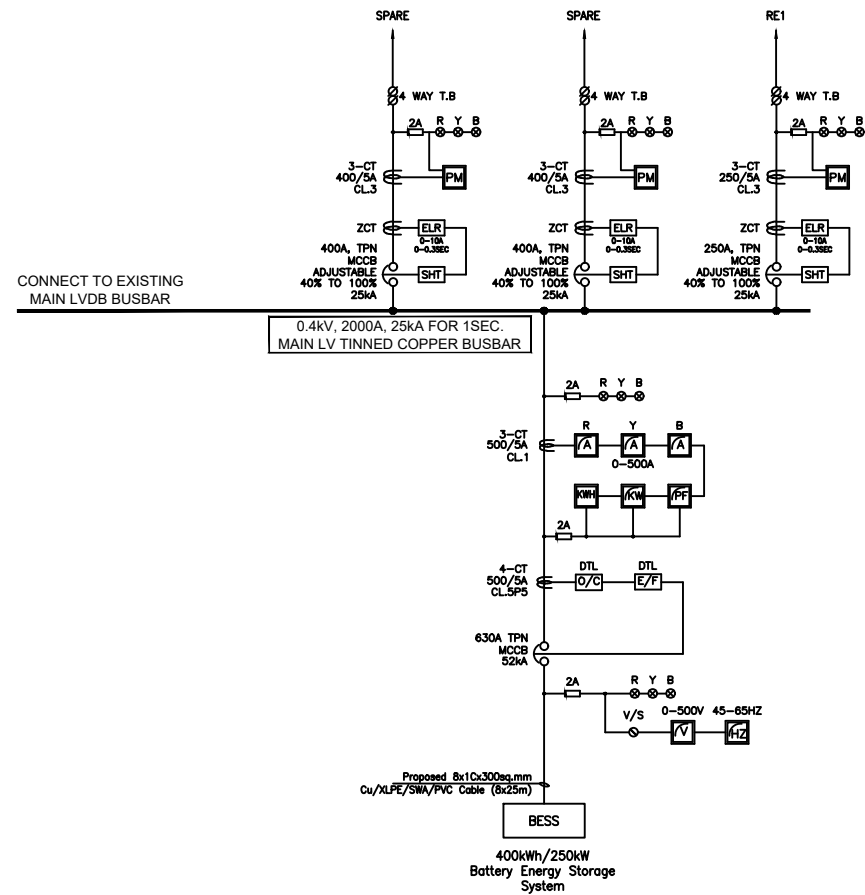 SPARE
4 WAY T.B
2A R Y B
3-CT
400/5A
CL.3
PM
ZCT
ELR
0-10A
0-0.3SEC
400A, TPN
MCCB
ADJUSTABLE
40% TO 100%
25kA
SHT
SPARE
4 WAY T.B
2A R Y B
3-CT
400/5A
CL.3
PM
ZCT
ELR
0-10A
0-0.3SEC
400A, TPN
MCCB
ADJUSTABLE
40% TO 100%
25kA
SHT
RE1
4 WAY T.B
2A R Y B
3-CT
250/5A
CL.3
PM
ZCT
ELR
0-10A
0-0.3SEC
250A, TPN
MCCB
ADJUSTABLE
40% TO 100%
25kA
SHT
CONNECT TO EXISTING
MAIN LVDB BUSBAR
0.4kV, 2000A, 25kA FOR 1SEC.
MAIN LV TINNED COPPER BUSBAR
2A R Y B
R Y B
3-CT
500/5A
CL.1
A A A
0-500A
KWH KW PF
2A
4-CT
500/5A
CL.5P5
DTL DTL
O/C E/F
630A TPN
MCCB
52kA
2A R Y B
V/S 0-500V 45-65HZ
V HZ
Proposed 8x1Cx300sq.mm
Cu/XLPE/SWA/PVC Cable (8x25m)
BESS
400kWh/250kW
Battery Energy Storage
System